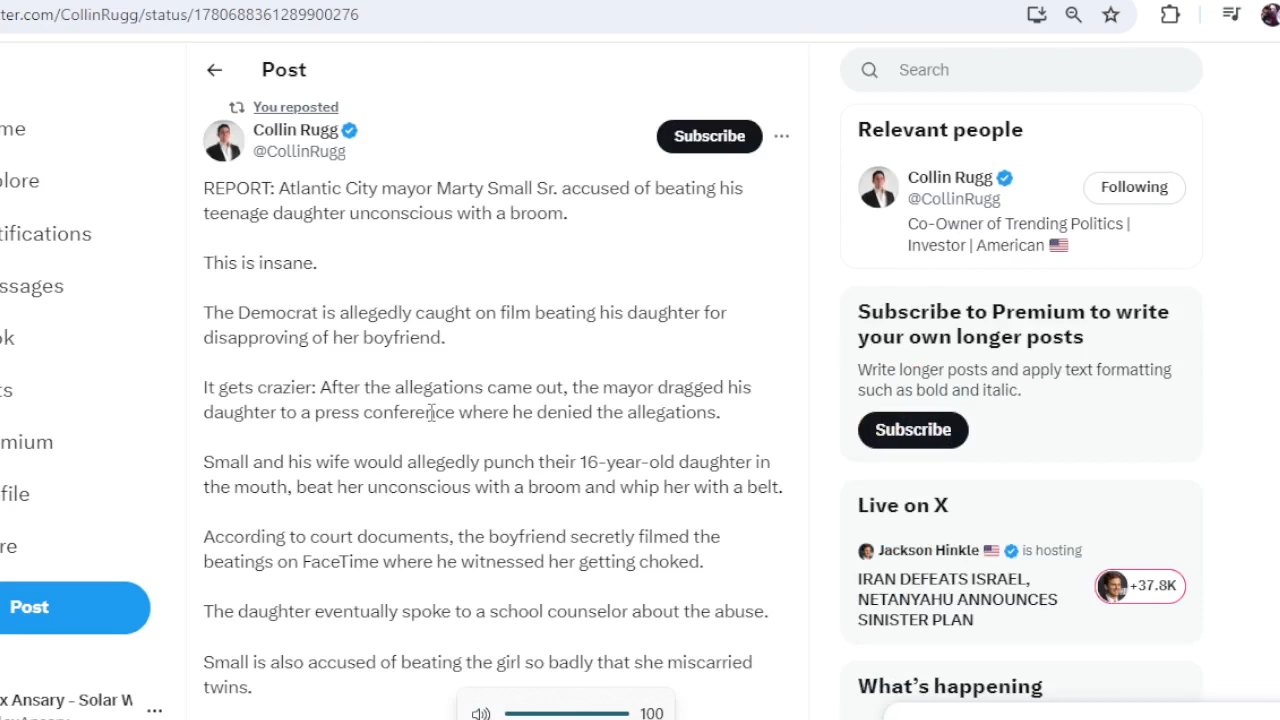 ter.com/CollinRugg/status/1780688361289900276
me
plore
tifications
ssages
k
ts
mium
file
re
Post
x Ansary - Solar W
Post
You reposted
Collin Rugg
@CollinRugg
Subscribe
REPORT: Atlantic City mayor Marty Small Sr. accused of beating his
teenage daughter unconscious with a broom.
This is insane.
The Democrat is allegedly caught on film beating his daughter for
disapproving of her boyfriend.
It gets crazier: After the allegations came out, the mayor dragged his
daughter to a press conference where he denied the allegations.
Small and his wife would allegedly punch their 16-year-old daughter in
the mouth, beat her unconscious with a broom and whip her with a belt.
According to court documents, the boyfriend secretly filmed the
beatings on FaceTime where he witnessed her getting choked.
The daughter eventually spoke to a school counselor about the abuse.
Small is also accused of beating the girl so badly that she miscarried
twins.
100
Search
Relevant people
Collin Rugg
@CollinRugg
Following
Co-Owner of Trending Politics |
Investor | American
Subscribe to Premium to write
your own longer posts
Write longer posts and apply text formatting
such as bold and italic.
Subscribe
Live on X
Jackson Hinkle is hosting
IRAN DEFEATS ISRAEL,
NETANYAHU ANNOUNCES
SINISTER PLAN
+37.8K
What's happening